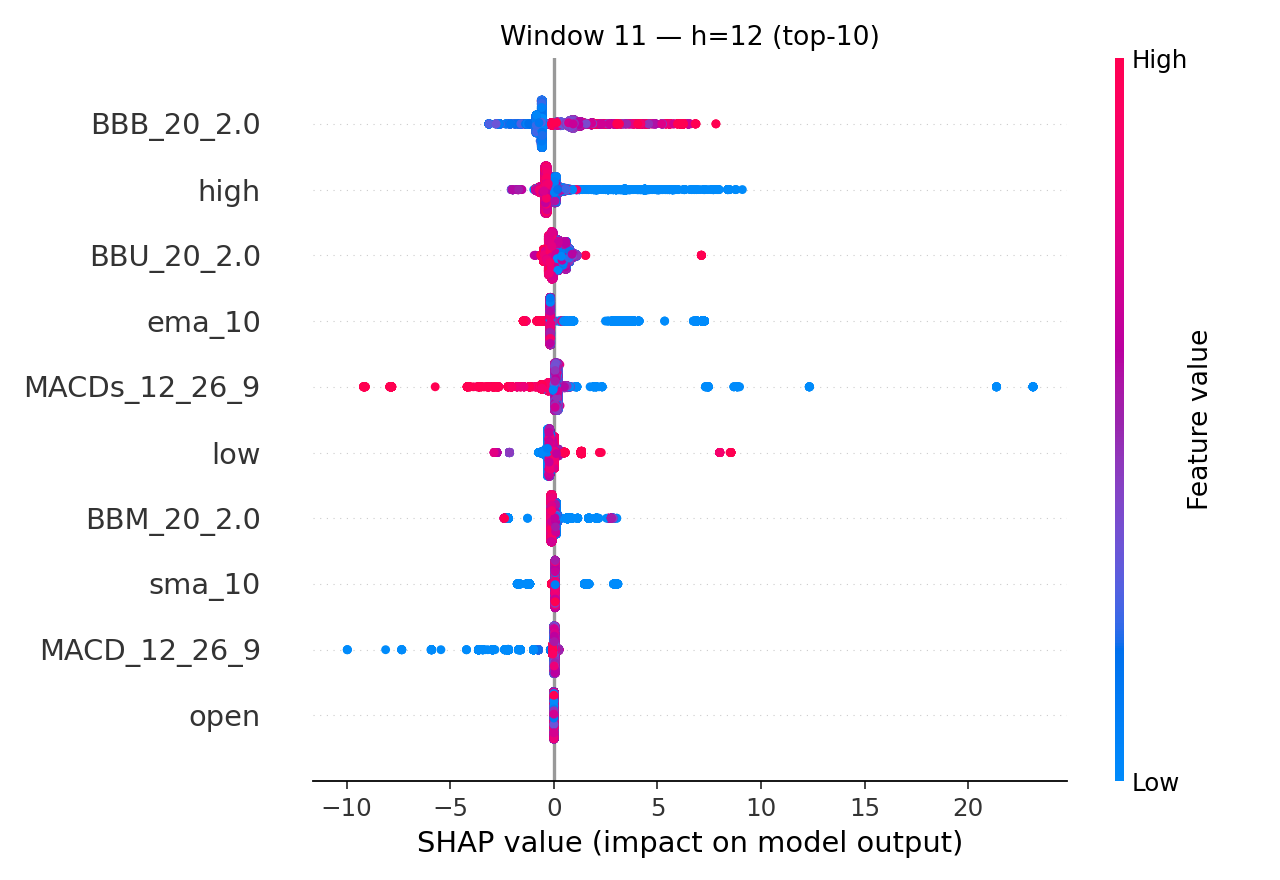 Window 11 — h=12 (top-10)
High
BBB_20_2.0
high
BBU_20_2.0
ema_10
MACDs_12_26_9
low
BBM_20_2.0
sma_10
MACD_12_26_9
open
Feature value
Low
−10 −5 0 5 10 15 20
SHAP value (impact on model output)